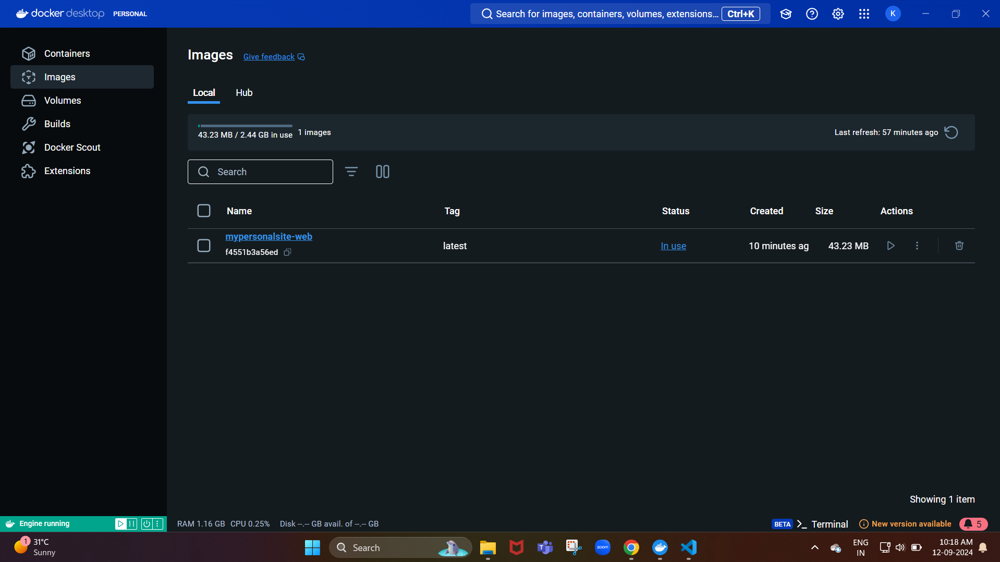 docker desktop PERSONAL
Search for images, containers, volumes, extensions... Ctrl+K
K
Containers
Images
Volumes
Builds
Docker Scout
Extensions
Images Give feedback
Local Hub
43.23 MB / 2.44 GB in use 1 images
Last refresh: 57 minutes ago
Search
Name Tag Status Created Size Actions
mypersonalsite-web
f4551b3a56ed
latest In use 10 minutes ag 43.23 MB
Showing 1 item
Engine running
RAM 1.16 GB CPU 0.25% Disk --.-- GB avail. of --.-- GB
BETA >_ Terminal New version available 5
1 31°C
Sunny
Search
T
zoom
ENG
IN
10:18 AM
12-09-2024